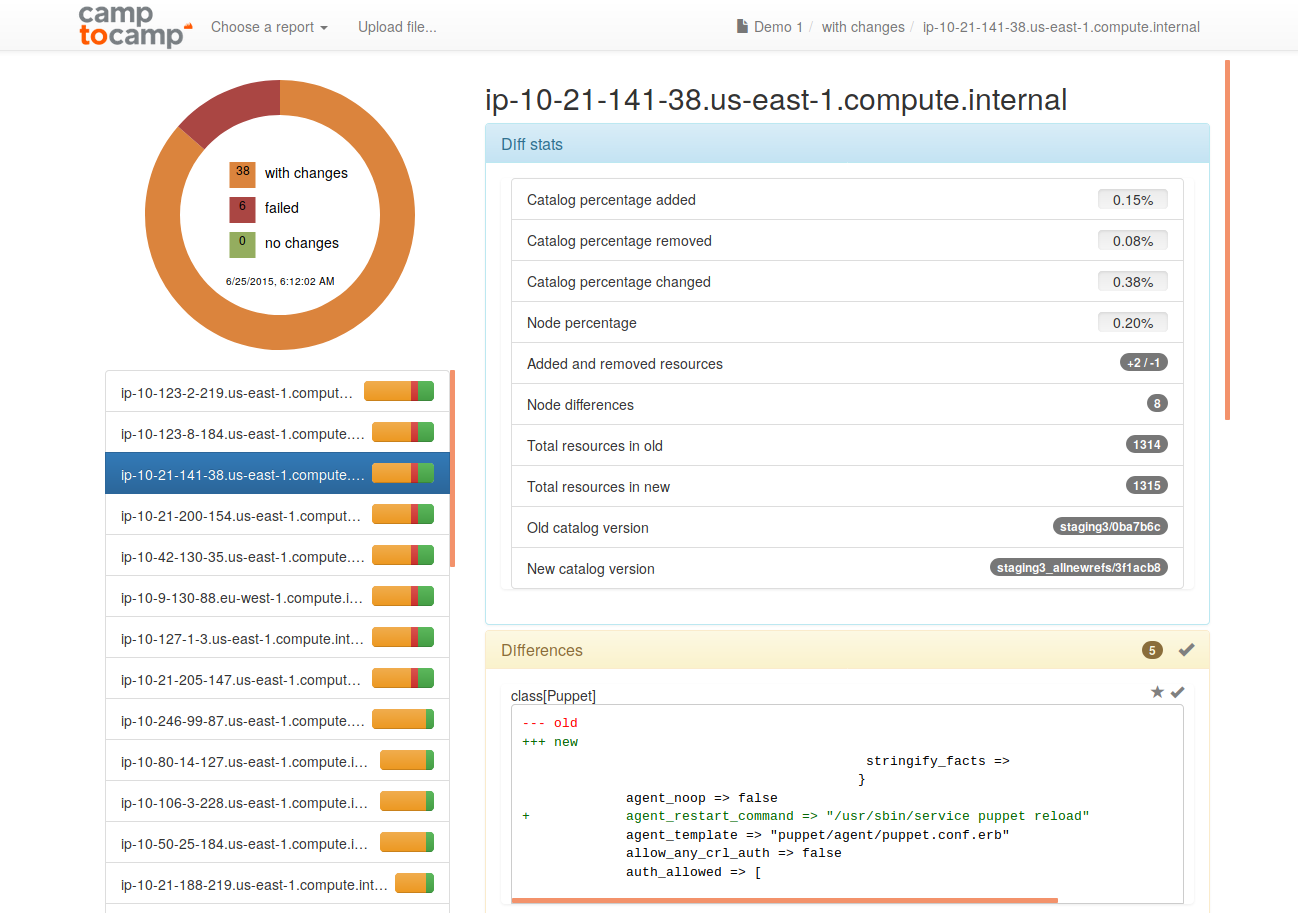 camp
tocamp
Choose a report
Upload file...
Demo 1 / with changes / ip-10-21-141-38.us-east-1.compute.internal
38 with changes
6 failed
0 no changes
6/25/2015, 6:12:02 AM
ip-10-123-2-219.us-east-1.comput...
ip-10-123-8-184.us-east-1.compute....
ip-10-21-141-38.us-east-1.compute....
ip-10-21-200-154.us-east-1.comput...
ip-10-42-130-35.us-east-1.compute....
ip-10-9-130-88.eu-west-1.compute.i...
ip-10-127-1-3.us-east-1.compute.int...
ip-10-21-205-147.us-east-1.comput...
ip-10-246-99-87.us-east-1.compute....
ip-10-80-14-127.us-east-1.compute.i...
ip-10-106-3-228.us-east-1.compute.i...
ip-10-50-25-184.us-east-1.compute.i...
ip-10-21-188-219.us-east-1.compute.int...
ip-10-21-141-38.us-east-1.compute.internal
DIff stats
Catalog percentage added 0.15%
Catalog percentage removed 0.08%
Catalog percentage changed 0.38%
Node percentage 0.20%
Added and removed resources +2 / -1
Node differences 8
Total resources in old 1314
Total resources in new 1315
Old catalog version staging3/0ba7b6c
New catalog version staging3_allnewrefs/3f1acb8
DIfferences 5
class[Puppet]
--- old
+++ new
stringify_facts =>
}
agent_noop => false
+ agent_restart_command => "/usr/sbin/service puppet reload"
agent_template => "puppet/agent/puppet.conf.erb"
allow_any_crl_auth => false
auth_allowed => [